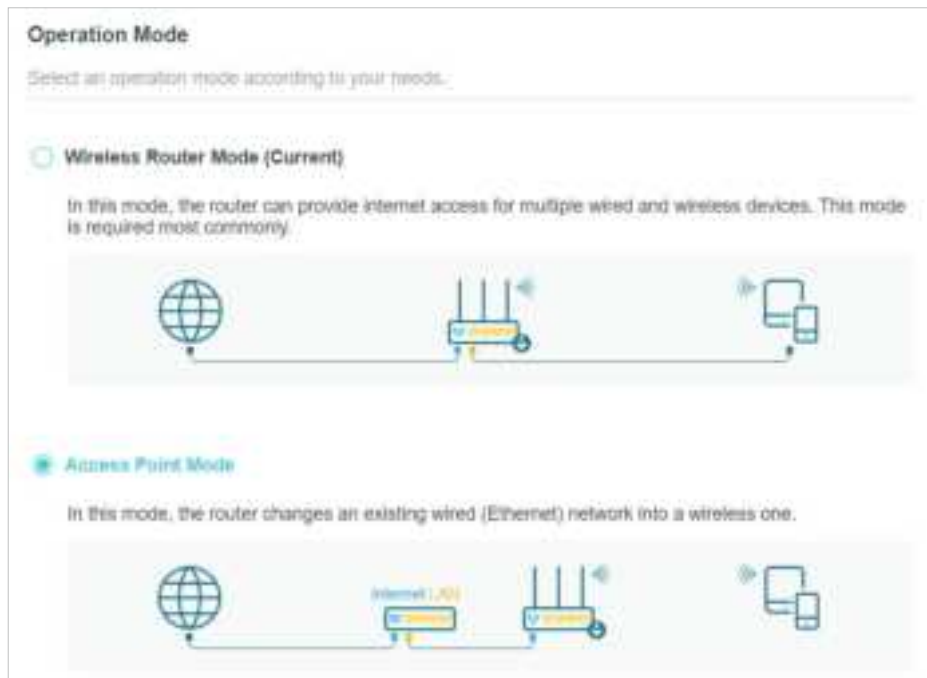 Operation Mode
Select an operation mode according to your needs.
Wireless Router Mode (Current)
In this mode, the router can provide internet access for multiple wired and wireless devices. This mode
is required most commonly.
Access Point Mode
In this mode, the router changes an existing wired (Ethernet) network into a wireless one.
Internet LAN